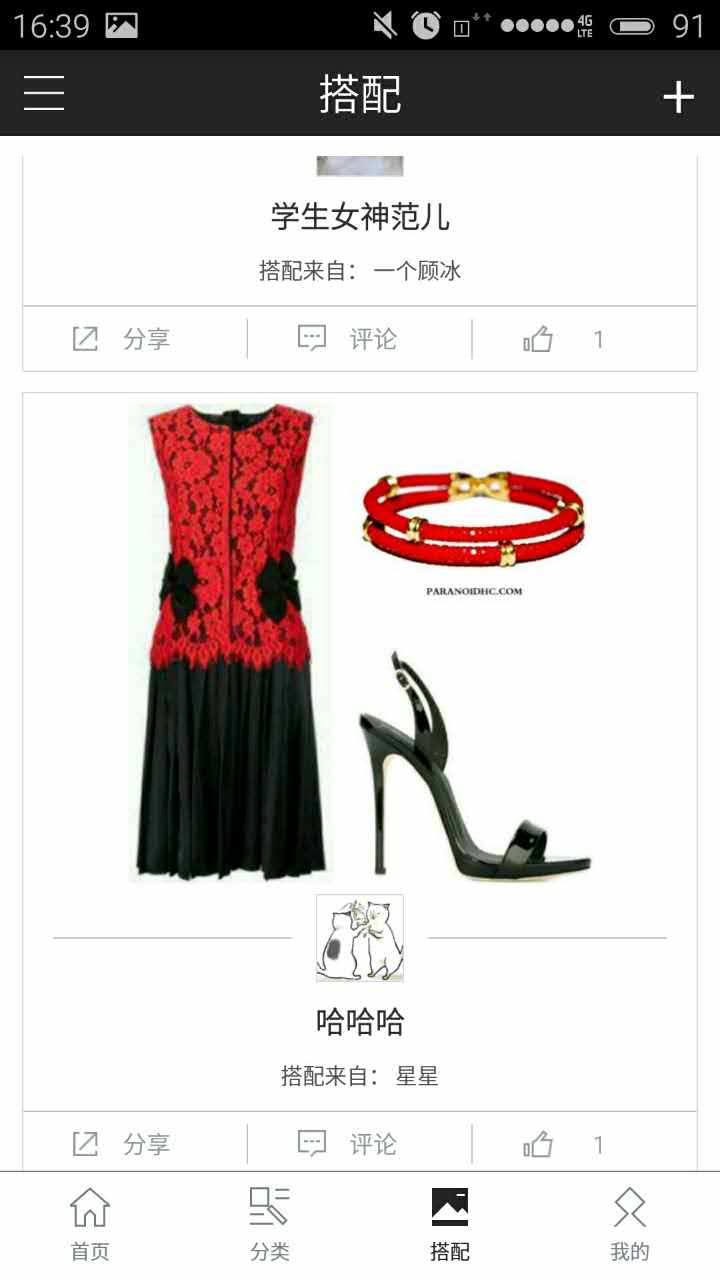 16:39
4G
LTE
91
搭配
学生女神范儿
搭配来自： 一个顾冰
分享
评论
1
PARANOIDHC.COM
哈哈哈
搭配来自： 星星
分享
评论
1
首页
分类
搭配
我的